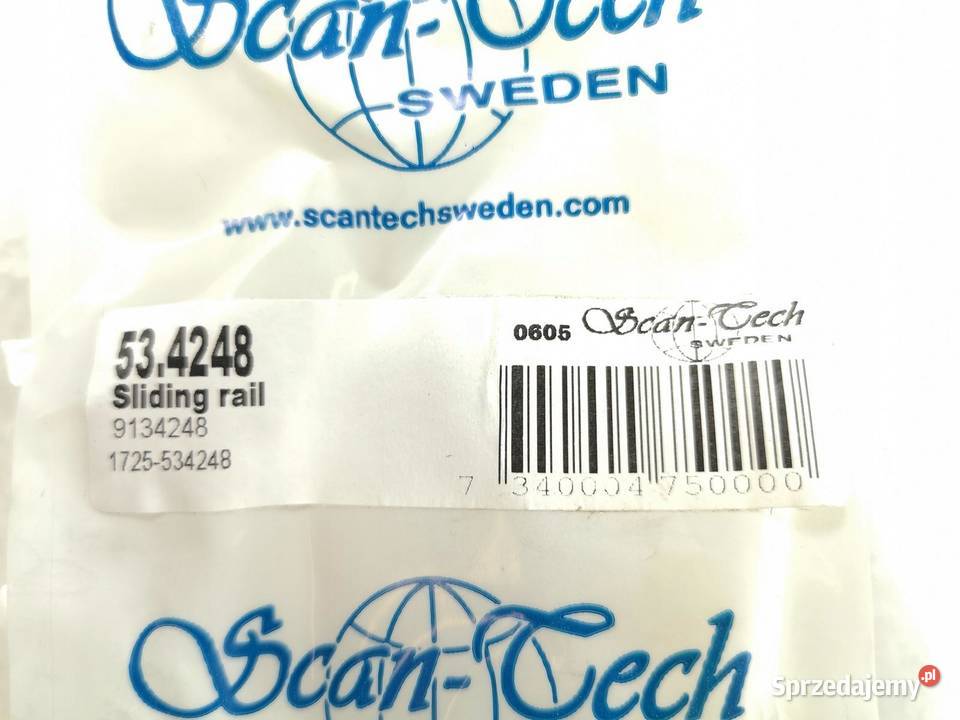 Scan-Tech
SWEDEN
www.scantechsweden.com
53.4248
Sliding rail
9134248
1725-534248
0605 Scan-Tech
SWEDEN
7 340004 750000
Scan-Tech
Sprzedajemy.pl